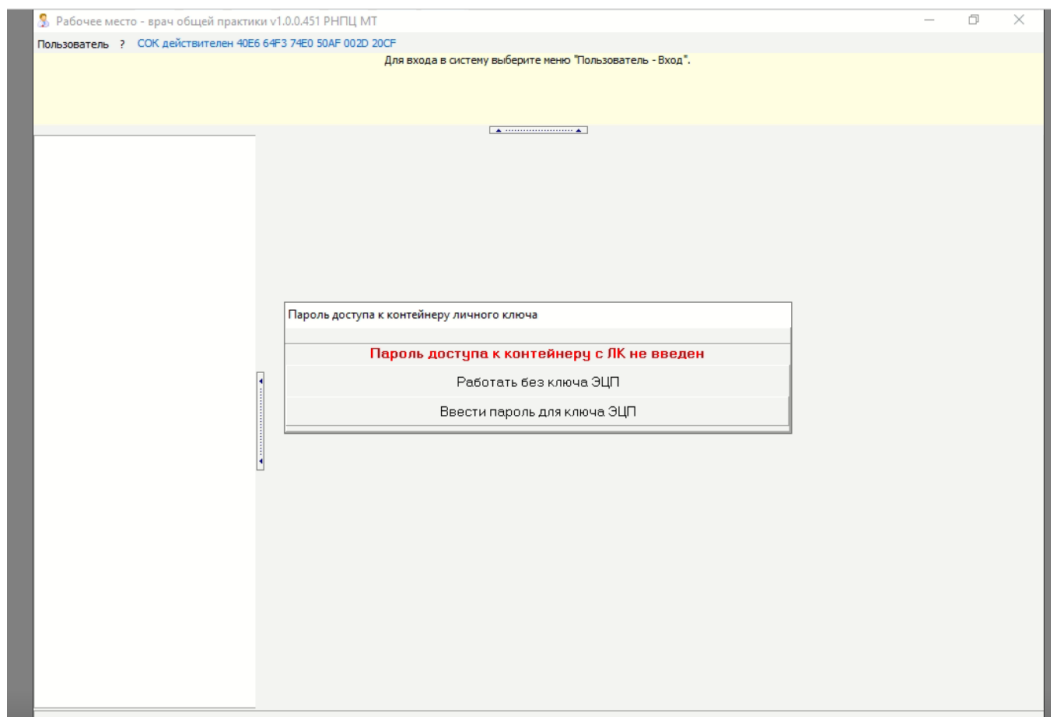 Рабочее место - врач общей практики v1.0.0.451 РНПЦ МТ
Пользователь ? СОК действителен 40E6 64F3 74E0 50AF 002D 20CF
Для входа в систему выберите меню "Пользователь - Вход".
Пароль доступа к контейнеру личного ключа
Пароль доступа к контейнеру с ЛК не введен
Работать без ключа ЭЦП
Ввести пароль для ключа ЭЦП